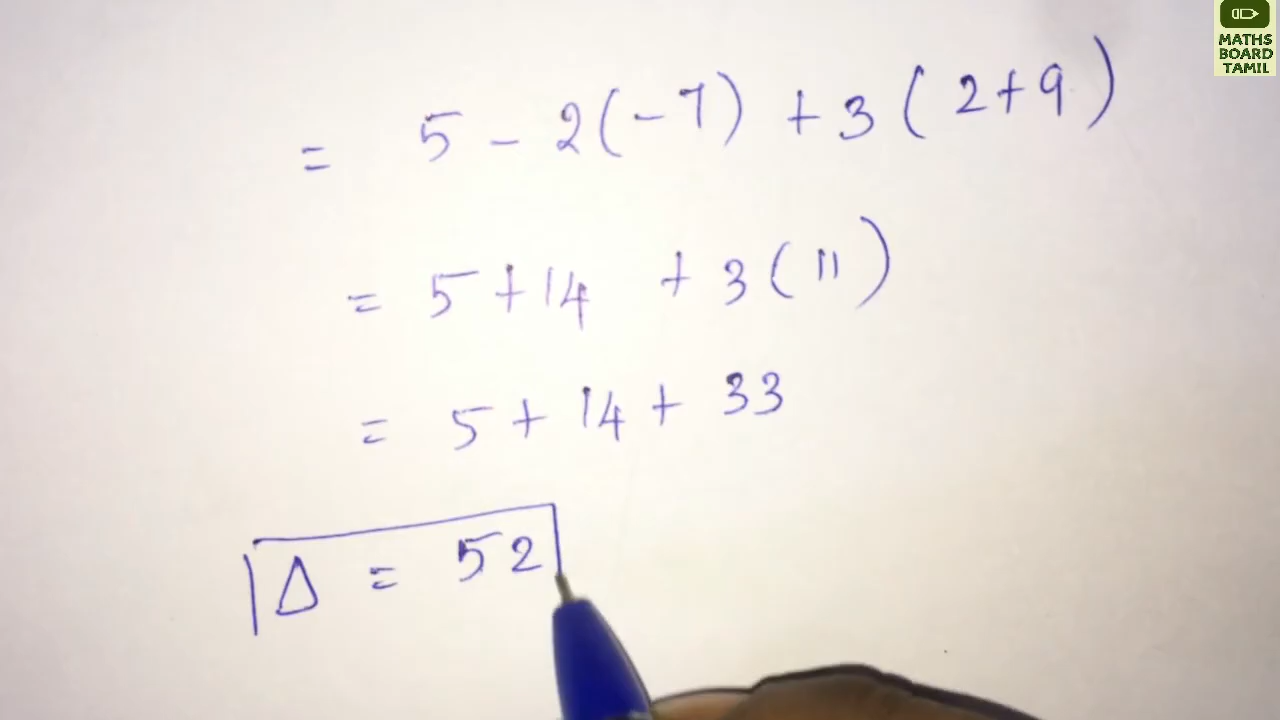 MATHS
BOARD
TAMIL
= 5 - 2(-7) + 3(2+9)
= 5+14 + 3(11)
= 5 + 14 + 33
Δ = 52